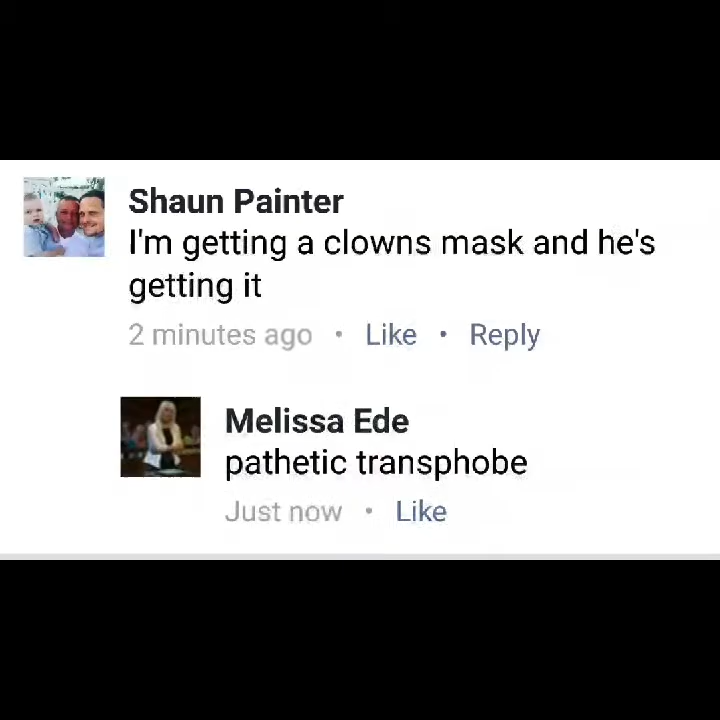 Shaun Painter
I'm getting a clowns mask and he's
getting it
2 minutes ago • Like • Reply
Melissa Ede
pathetic transphobe
Just now • Like